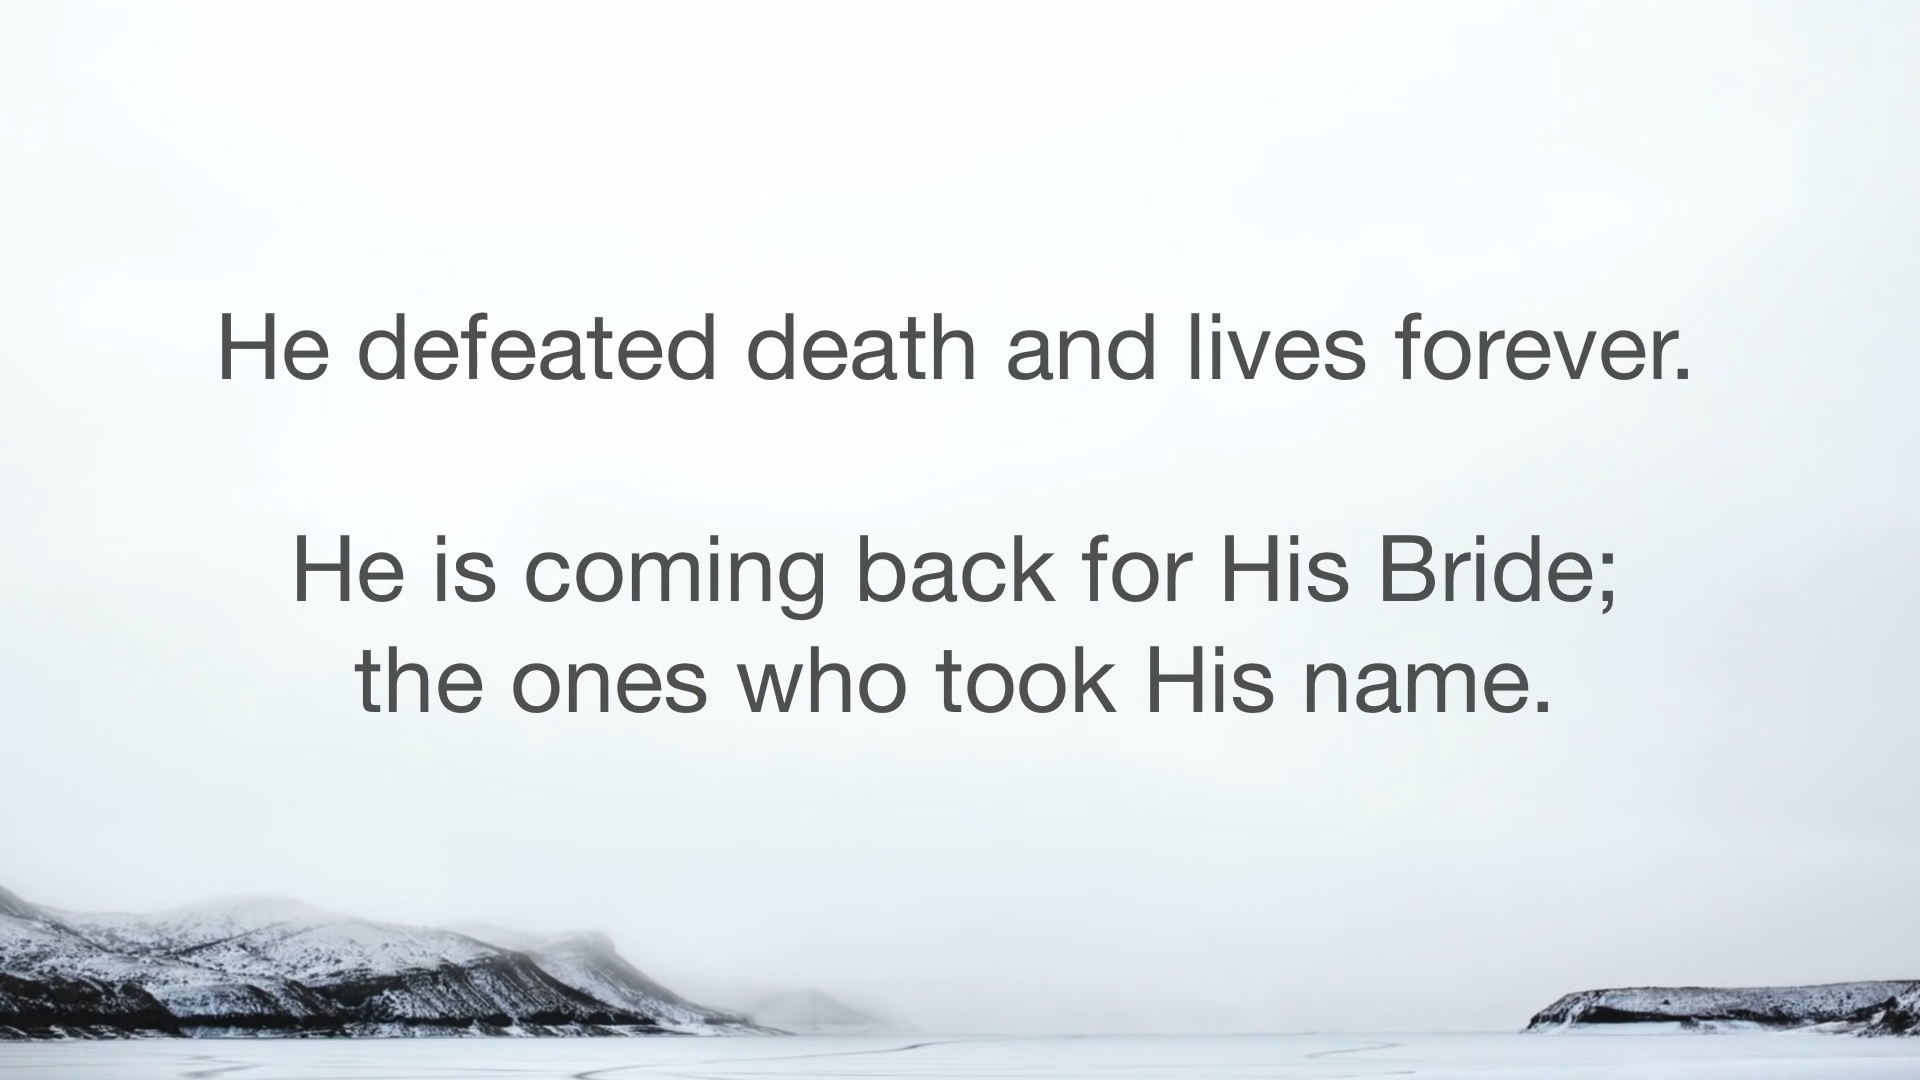 He defeated death and lives forever.
He is coming back for His Bride;
the ones who took His name.